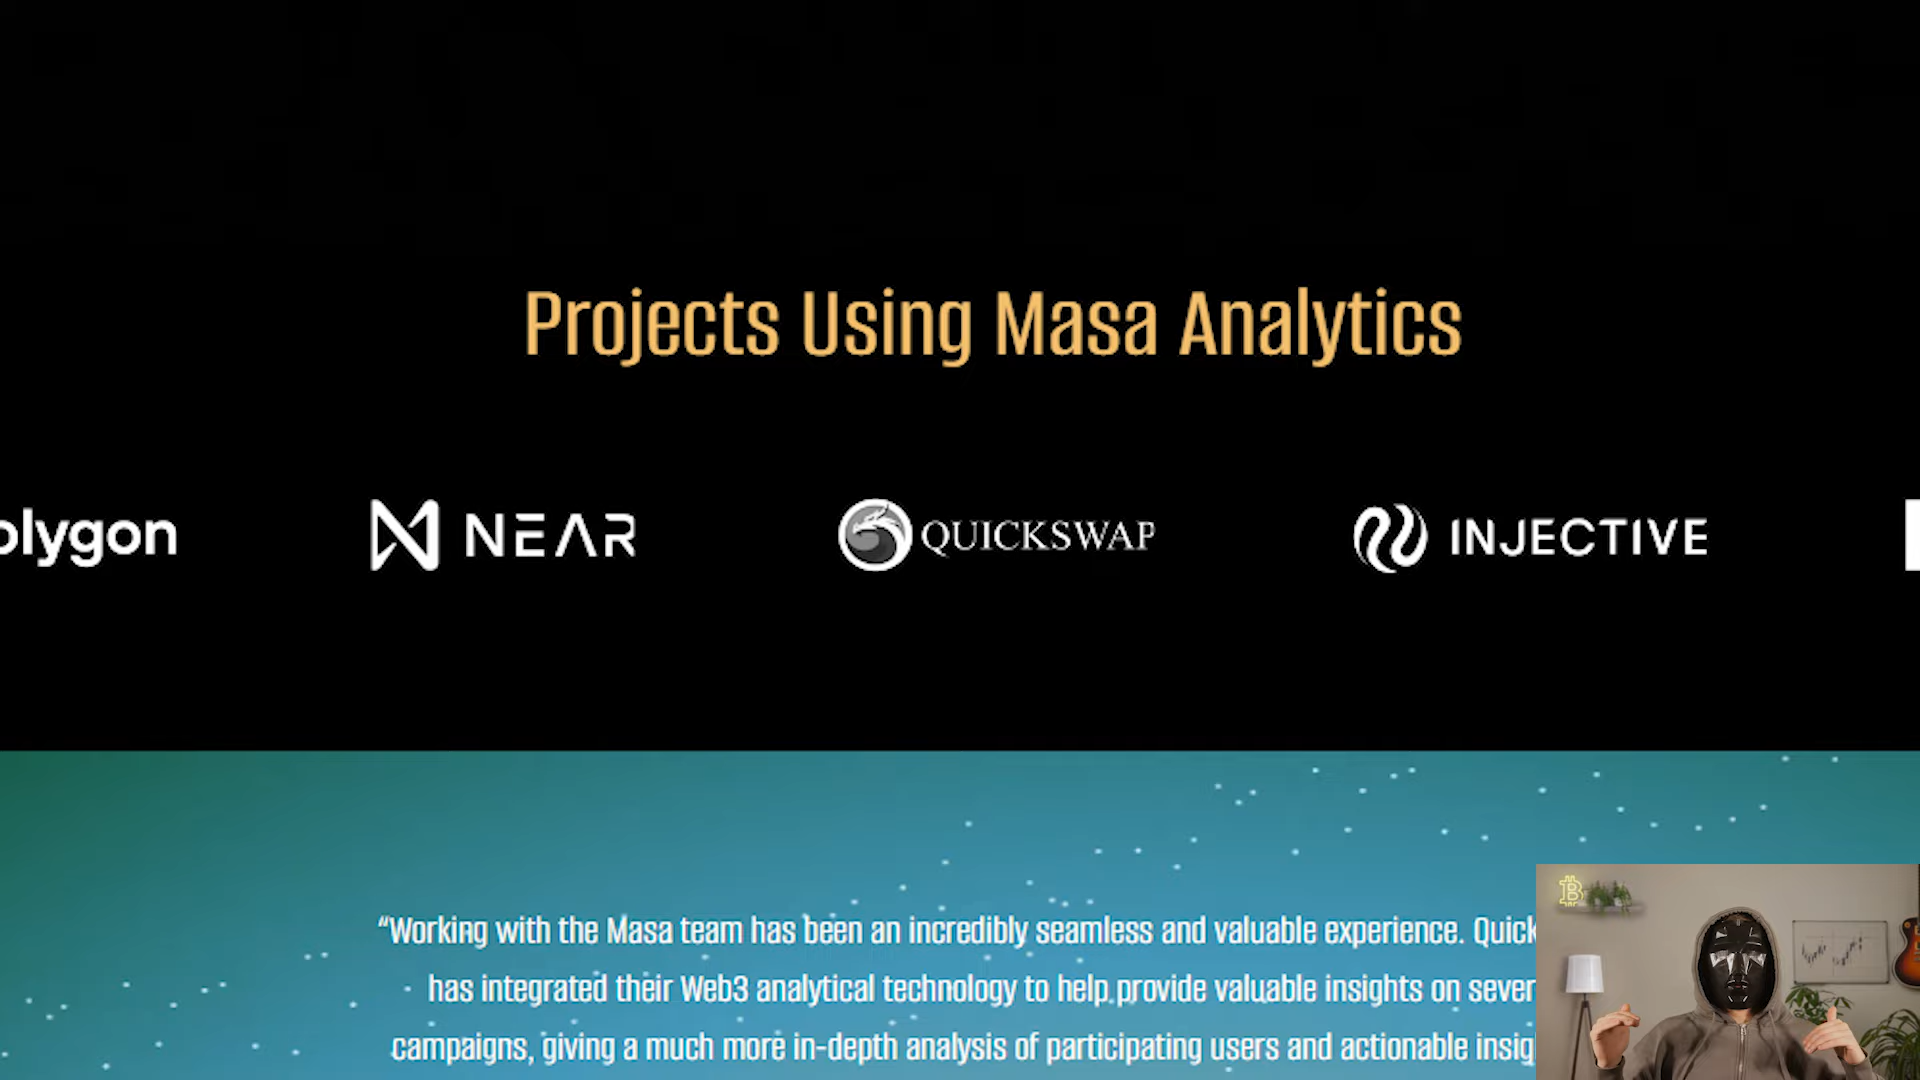 Projects Using Masa Analytics
olygon NEAR QUICKSWAP INJECTIVE
“Working with the Masa team has been an incredibly seamless and valuable experience. Quick
has integrated their Web3 analytical technology to help provide valuable insights on sever
campaigns, giving a much more in-depth analysis of participating users and actionable insig